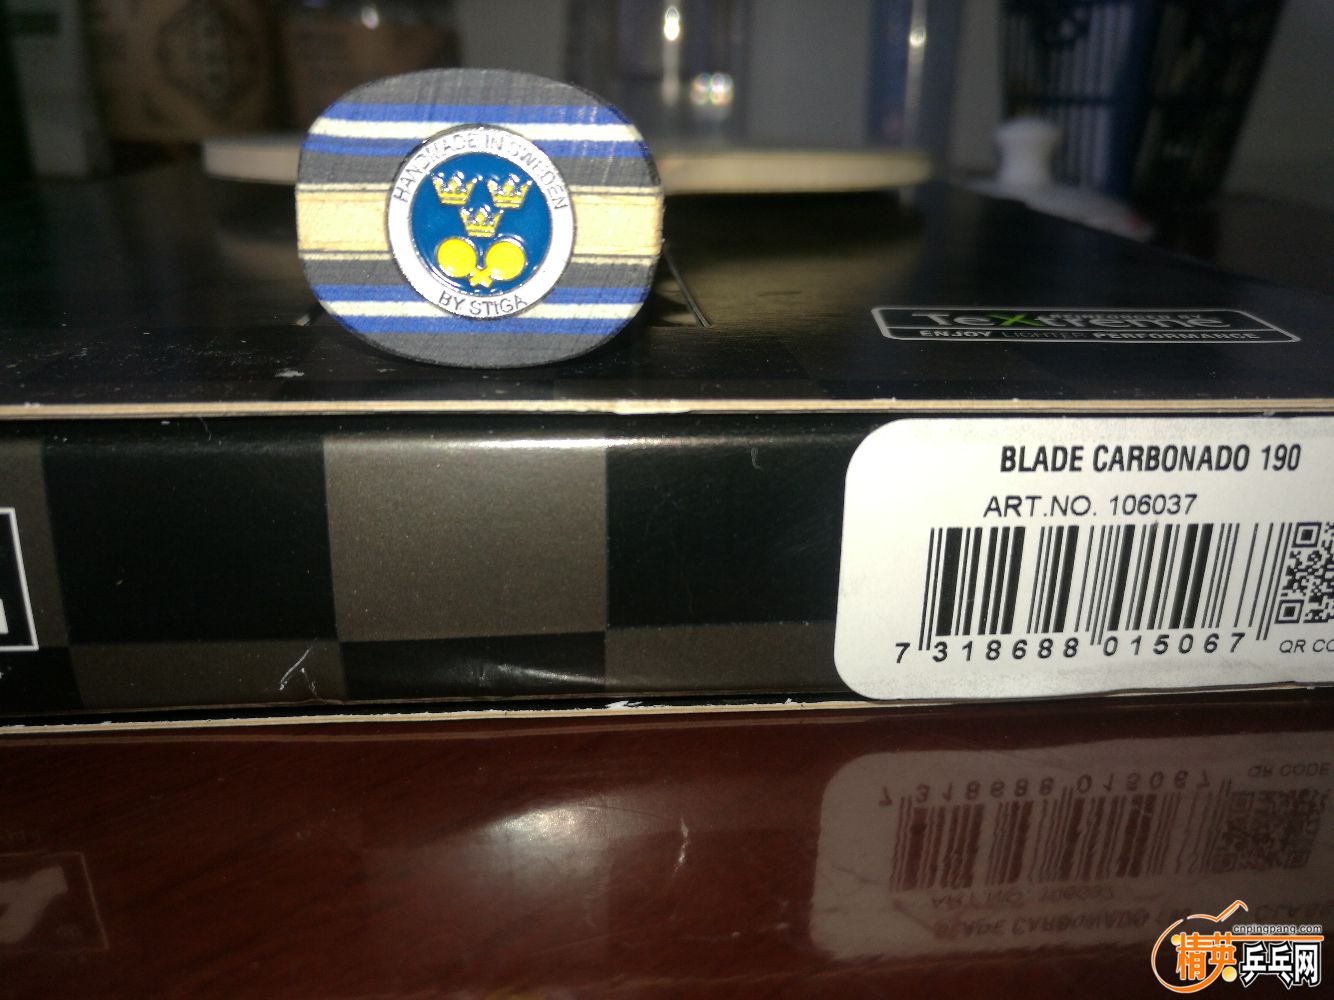 HANDMADE IN SWEDEN
BY STIGA
TeXtreme
ENJOY LIGHTER PERFORMANCE
BLADE CARBONADO 190
ART.NO. 106037
7 318688 015067
QR CO
cnpingpang.com
精英乒乓网